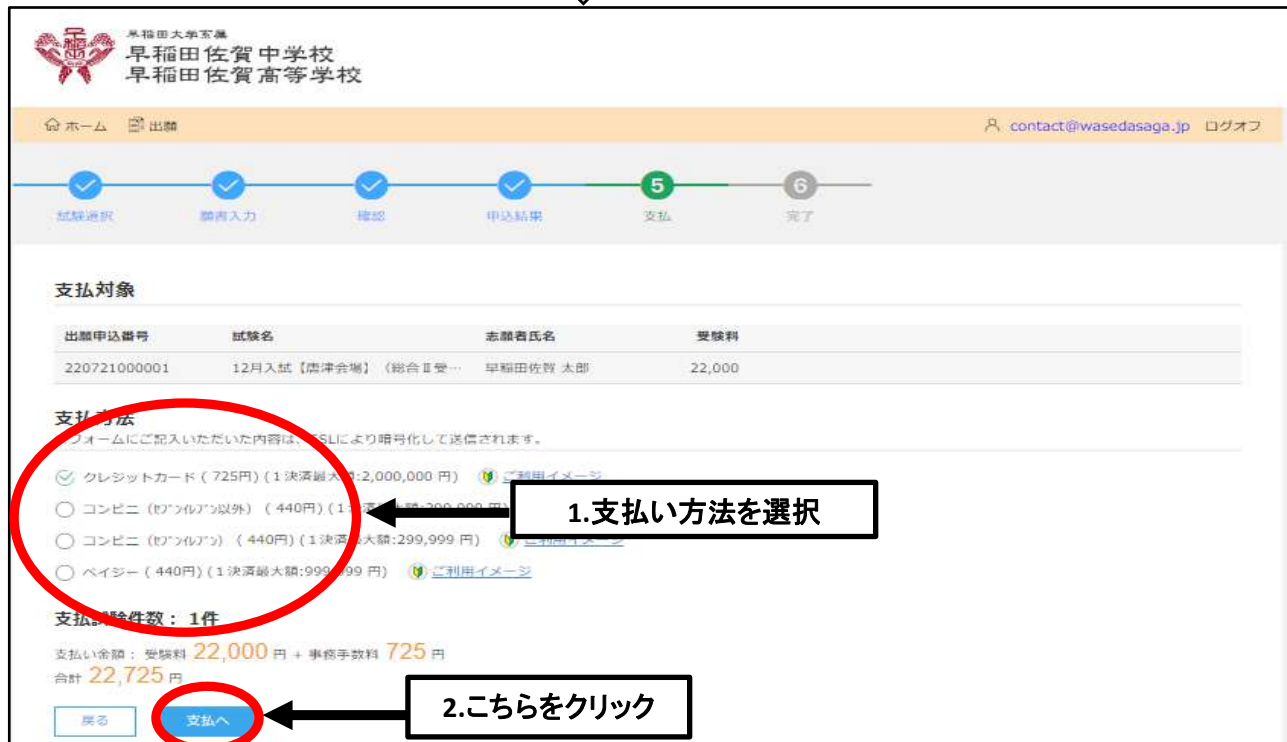 早稲田大学系属
早稲田佐賀中学校
早稲田佐賀高等学校
ホーム 出願 contact@wasedasaga.jp ログオフ
5 6
試験選択 願書入力 確認 申込結果 支払 完了
支払対象
出願申込番号 試験名 志願者氏名 受験料
220721000001 12月入試【唐津会場】（総合Ⅱ受… 早稲田佐賀 太郎 22,000
支払方法
フォームにご記入いただいた内容は、SSLにより暗号化して送信されます。
クレジットカード ( 725円) (１決済最大額:2,000,000 円) ご利用イメージ
コンビニ（ｾﾌﾞﾝｲﾚﾌﾞﾝ以外）( 440円) (１決済最大額:299,999 円)
1.支払い方法を選択
コンビニ（ｾﾌﾞﾝｲﾚﾌﾞﾝ）( 440円) (１決済最大額:299,999 円) ご利用イメージ
ペイジー ( 440円) (１決済最大額:999,999 円) ご利用イメージ
支払試験件数： 1件
支払い金額： 受験料 22,000 円 + 事務手数料 725 円
合計 22,725 円
2.こちらをクリック
戻る 支払へ